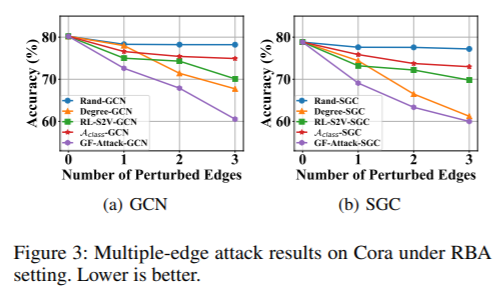 Accuracy (%)
80
70
60
Rand-GCN
Degree-GCN
RL-S2V-GCN
𝒜class-GCN
GF-Attack-GCN
0 1 2 3
Number of Perturbed Edges
(a) GCN
Accuracy (%)
80
70
60
Rand-SGC
Degree-SGC
RL-S2V-SGC
𝒜class-SGC
GF-Attack-SGC
0 1 2 3
Number of Perturbed Edges
(b) SGC
Figure 3: Multiple-edge attack results on Cora under RBA
setting. Lower is better.